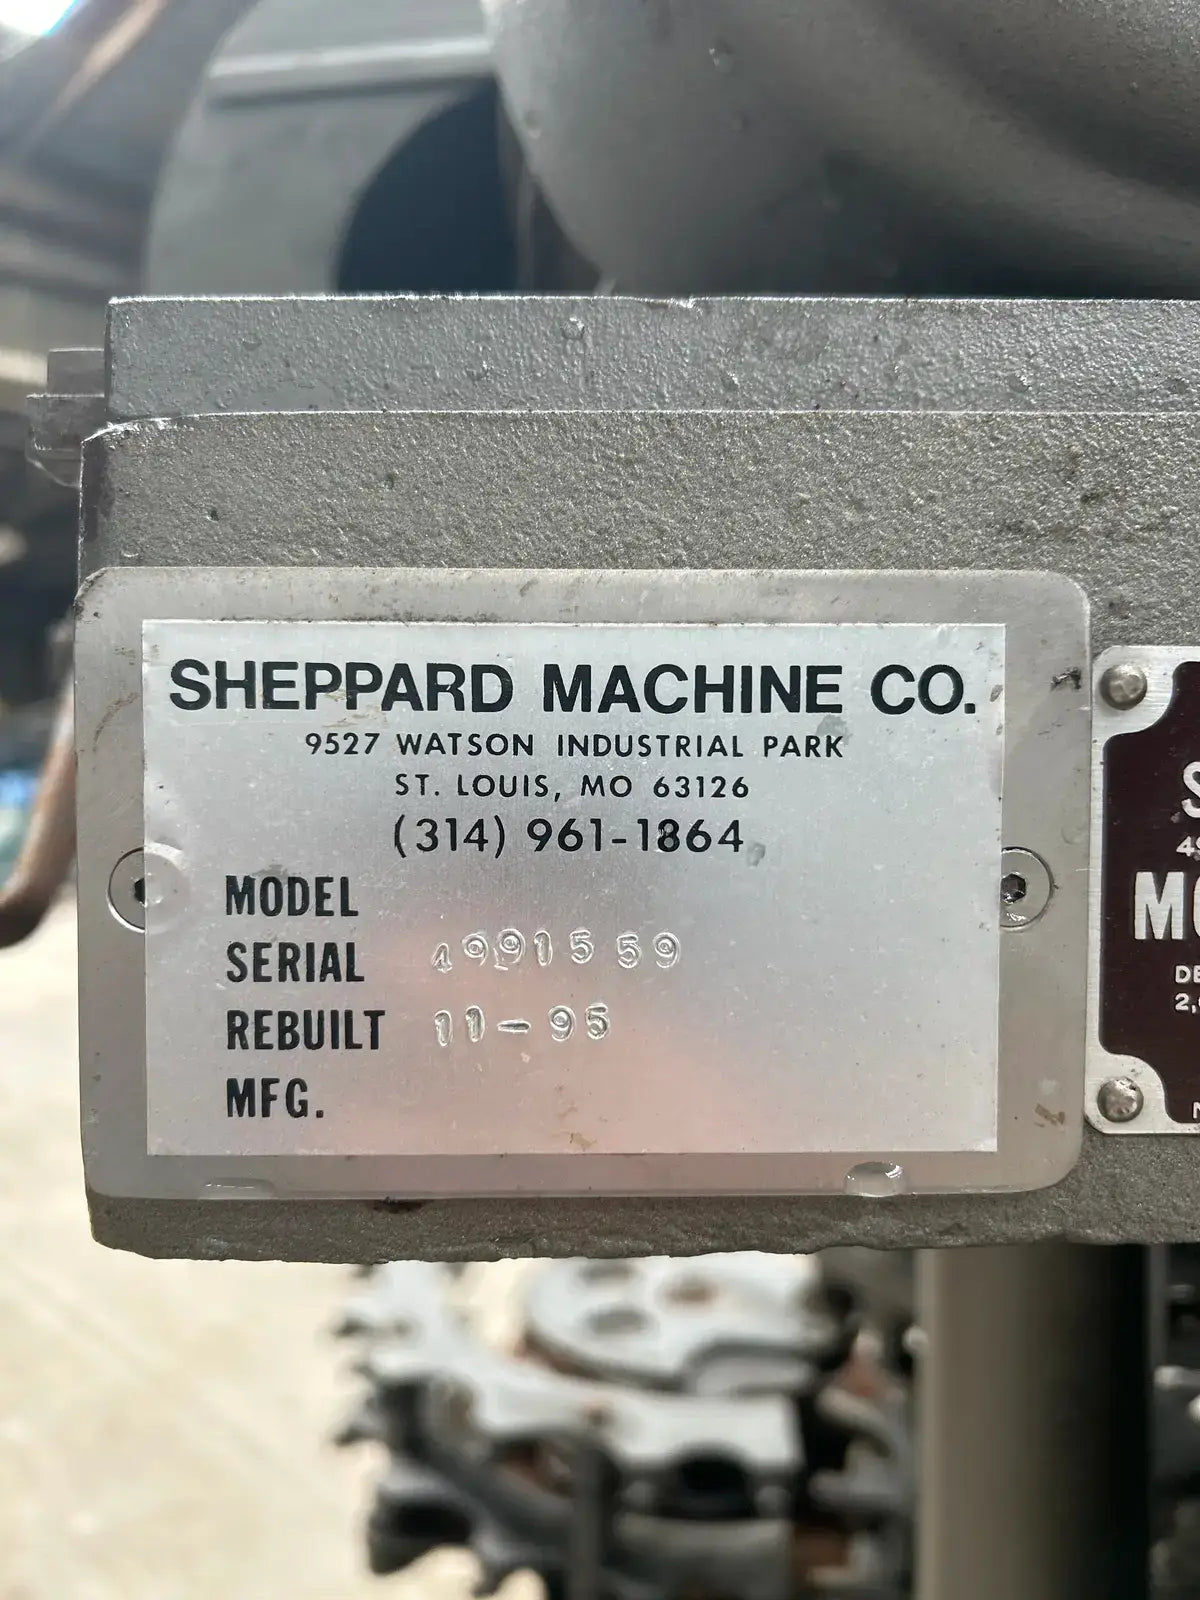 SHEPPARD MACHINE CO.
9527 WATSON INDUSTRIAL PARK
ST. LOUIS, MO 63126
(314) 961-1864
MODEL
SERIAL 4991559
REBUILT 11-95
MFG.